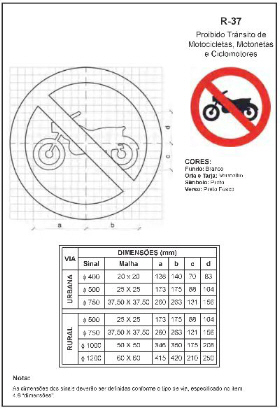 R-37
Proibido Trânsito de
Motocicletas, Motonetas
e Ciclomotores
d
c
a b
CORES:
Fundo: Branco
Orla e Tarja: Vermelho
Símbolo: Preto
Verso: Preto Fosco
VIA DIMENSÕES (mm)
Sinal Malha a b c d
URBANA
ϕ 400 20 x 20 138 140 70 83
ϕ 500 25 X 25 173 175 88 104
ϕ 750 37,50 X 37,50 260 263 131 156
RURAL
ϕ 500 25 X 25 173 175 88 104
ϕ 750 37,50 X 37,50 260 263 131 156
ϕ 1000 50 X 50 346 350 175 208
ϕ 1200 60 X 60 415 420 210 250
Nota:
As dimensões dos sinais deverão ser definidas conforme o tipo de via, especificado no item
4.6 "dimensões".